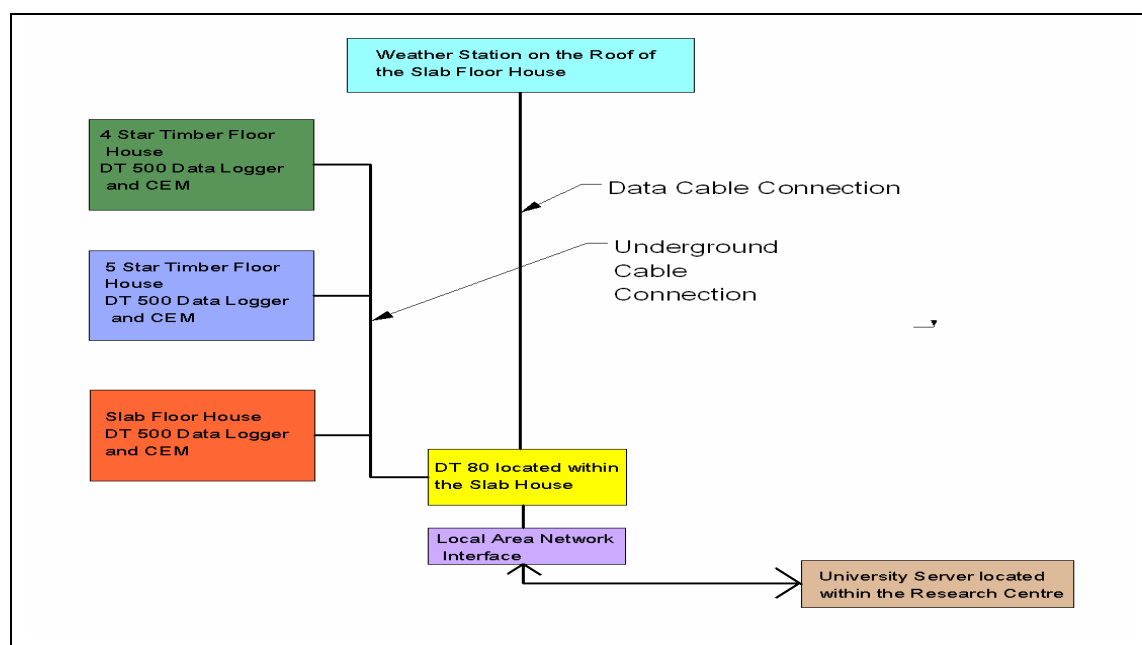 Weather Station on the Roof of
the Slab Floor House
4 Star Timber Floor
House
DT 500 Data Logger
and CEM
Data Cable Connection
Underground
Cable
Connection
5 Star Timber Floor
House
DT 500 Data Logger
and CEM
Slab Floor House
DT 500 Data Logger
and CEM
DT 80 located within
the Slab House
Local Area Network
Interface
University Server located
within the Research Centre